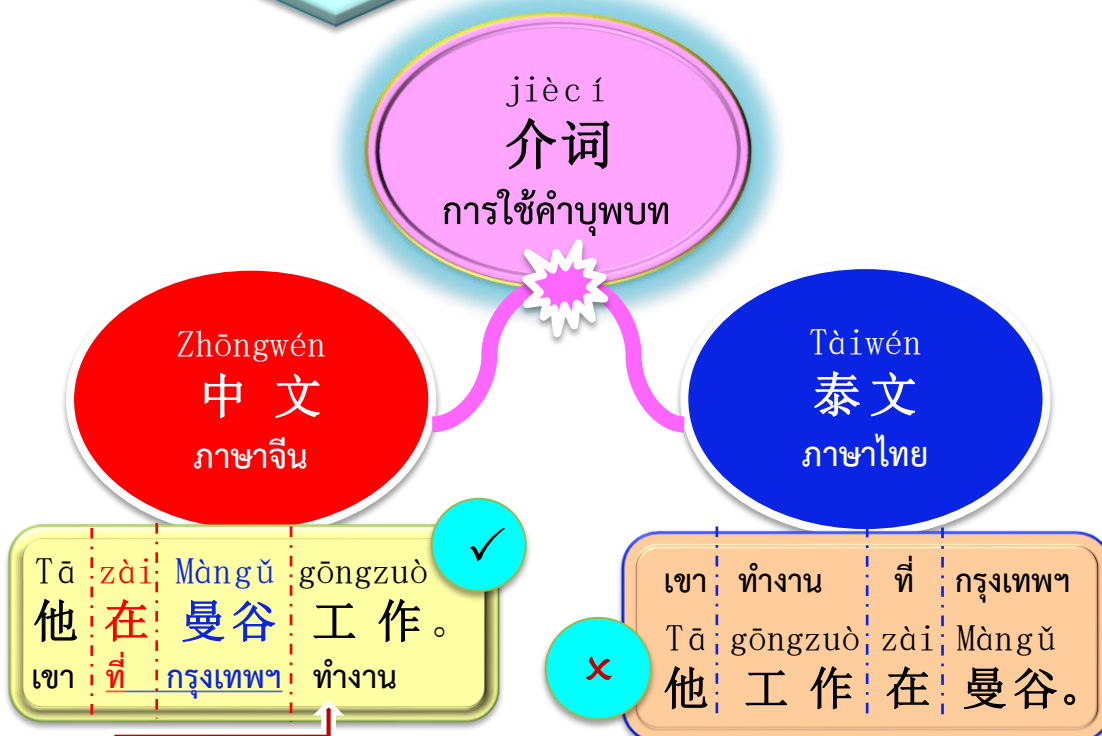 jiècí
介词
การใช้คำบุพบท
Zhōngwén
中 文
ภาษาจีน
Tàiwén
泰文
ภาษาไทย
Tā zài Màngǔ gōngzuò
他 在 曼谷 工 作。
เขา ที่ กรุงเทพฯ ทำงาน
✓
เขา ทำงาน ที่ กรุงเทพฯ
Tā gōngzuò zài Màngǔ
他 工 作 在 曼谷。
×